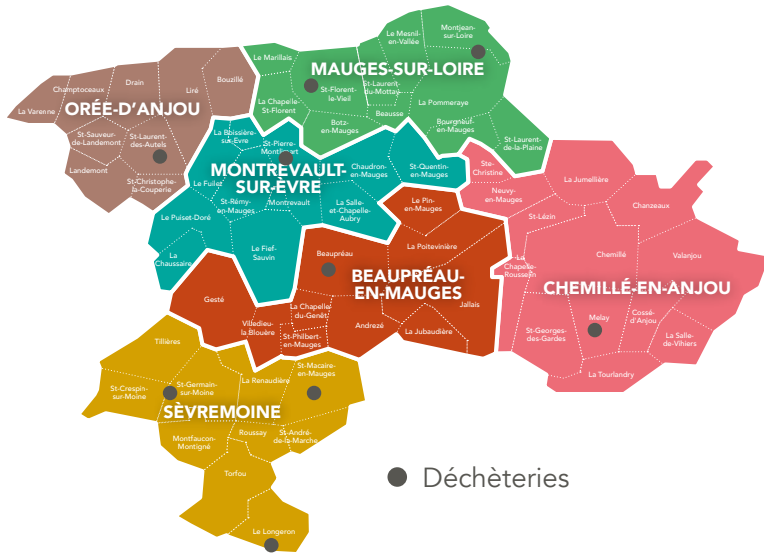 Le Mesnil-
en-Vallée
Montjean-
sur-Loire
Le Marillais
MAUGES-SUR-LOIRE
Bouzillé
Liré
Drain
Champtoceaux
La Varenne
ORÉE-D'ANJOU
St-Florent
-le-Vieil
St-Laurent
-du-Mottay
La Chapelle-
St-Florent
La Pommeraye
Beausse
Botz-
en-Mauges
Bourgneuf-
en-Mauges
St-Laurent-
de-la-Plaine
St-Sauveur-
de-Landemont
St-Laurent-
des-Autels
Landemont
St-Christophe-
la-Couperie
La Boissière-
sur-Èvre
St-Pierre-
Montlimart
MONTREVAULT-
SUR-ÈVRE
Chaudron-
en-Mauges
St-Quentin-
en-Mauges
Le Fuilet
St-Rémy-
en-Mauges
Montrevault
La Salle-
et-Chapelle-
Aubry
Le Puiset-Doré
Le Fief-
Sauvin
La
Chaussaire
Ste-
Christine
Neuvy-
en-Mauges
La Jumellière
St-Lézin
Chanzeaux
Chemillé
Valanjou
La
Chapelle-
Rousselin
CHEMILLÉ-EN-ANJOU
Melay
Cossé-
d'Anjou
St-Georges-
des-Gardes
La Salle-
de-Vihiers
La Tourlandry
Le Pin-
en-Mauges
La Poitevinière
Beaupréau
BEAUPRÉAU-
EN-MAUGES
Jallais
Gesté
La Chapelle-
du-Genêt
Villedieu-
la Blouère
Andrezé
La Jubaudière
St-Philbert-
en-Mauges
Tillières
La Renaudière
St-Macaire-
en-Mauges
St-Crespin-
sur-Moine
St-Germain
-sur-Moine
SÈVREMOINE
Montfaucon-
Montigné
Roussay
St-André-
de-la-Marche
Torfou
Le Longeron
Déchèteries